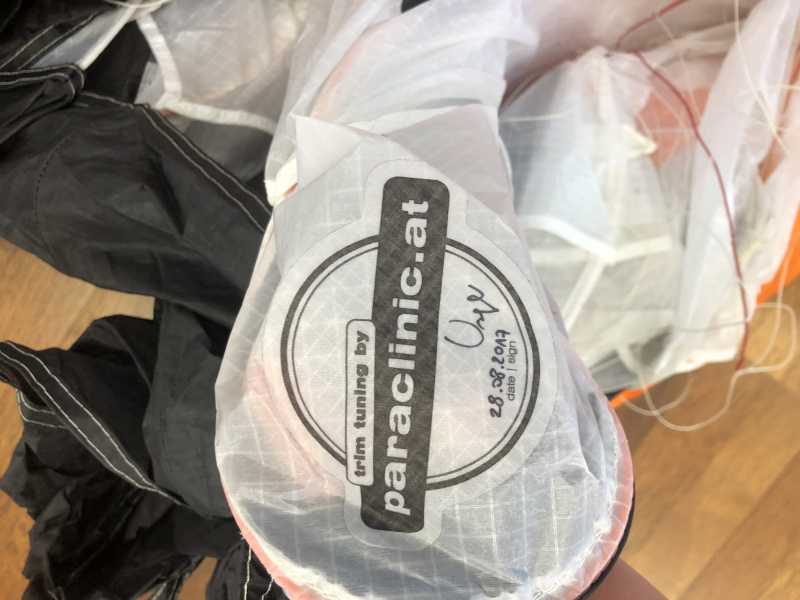 trim tuning by
paraclinic.at
28.08.2017
date | sign